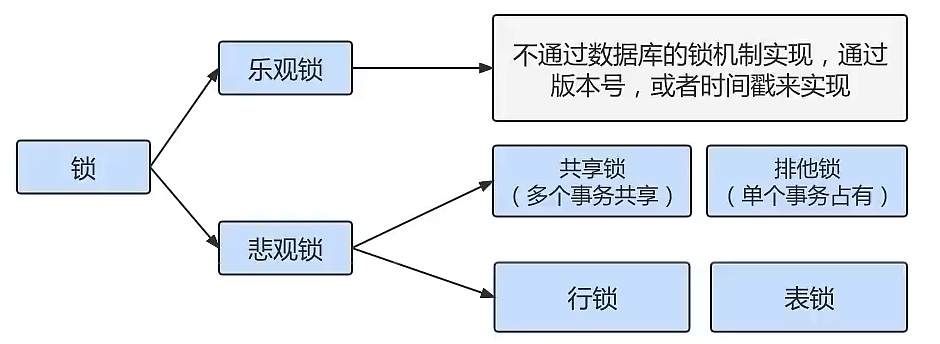 乐观锁
不通过数据库的锁机制实现，通过
版本号，或者时间戳来实现
锁
共享锁
（多个事务共享）
排他锁
（单个事务占有）
悲观锁
行锁
表锁